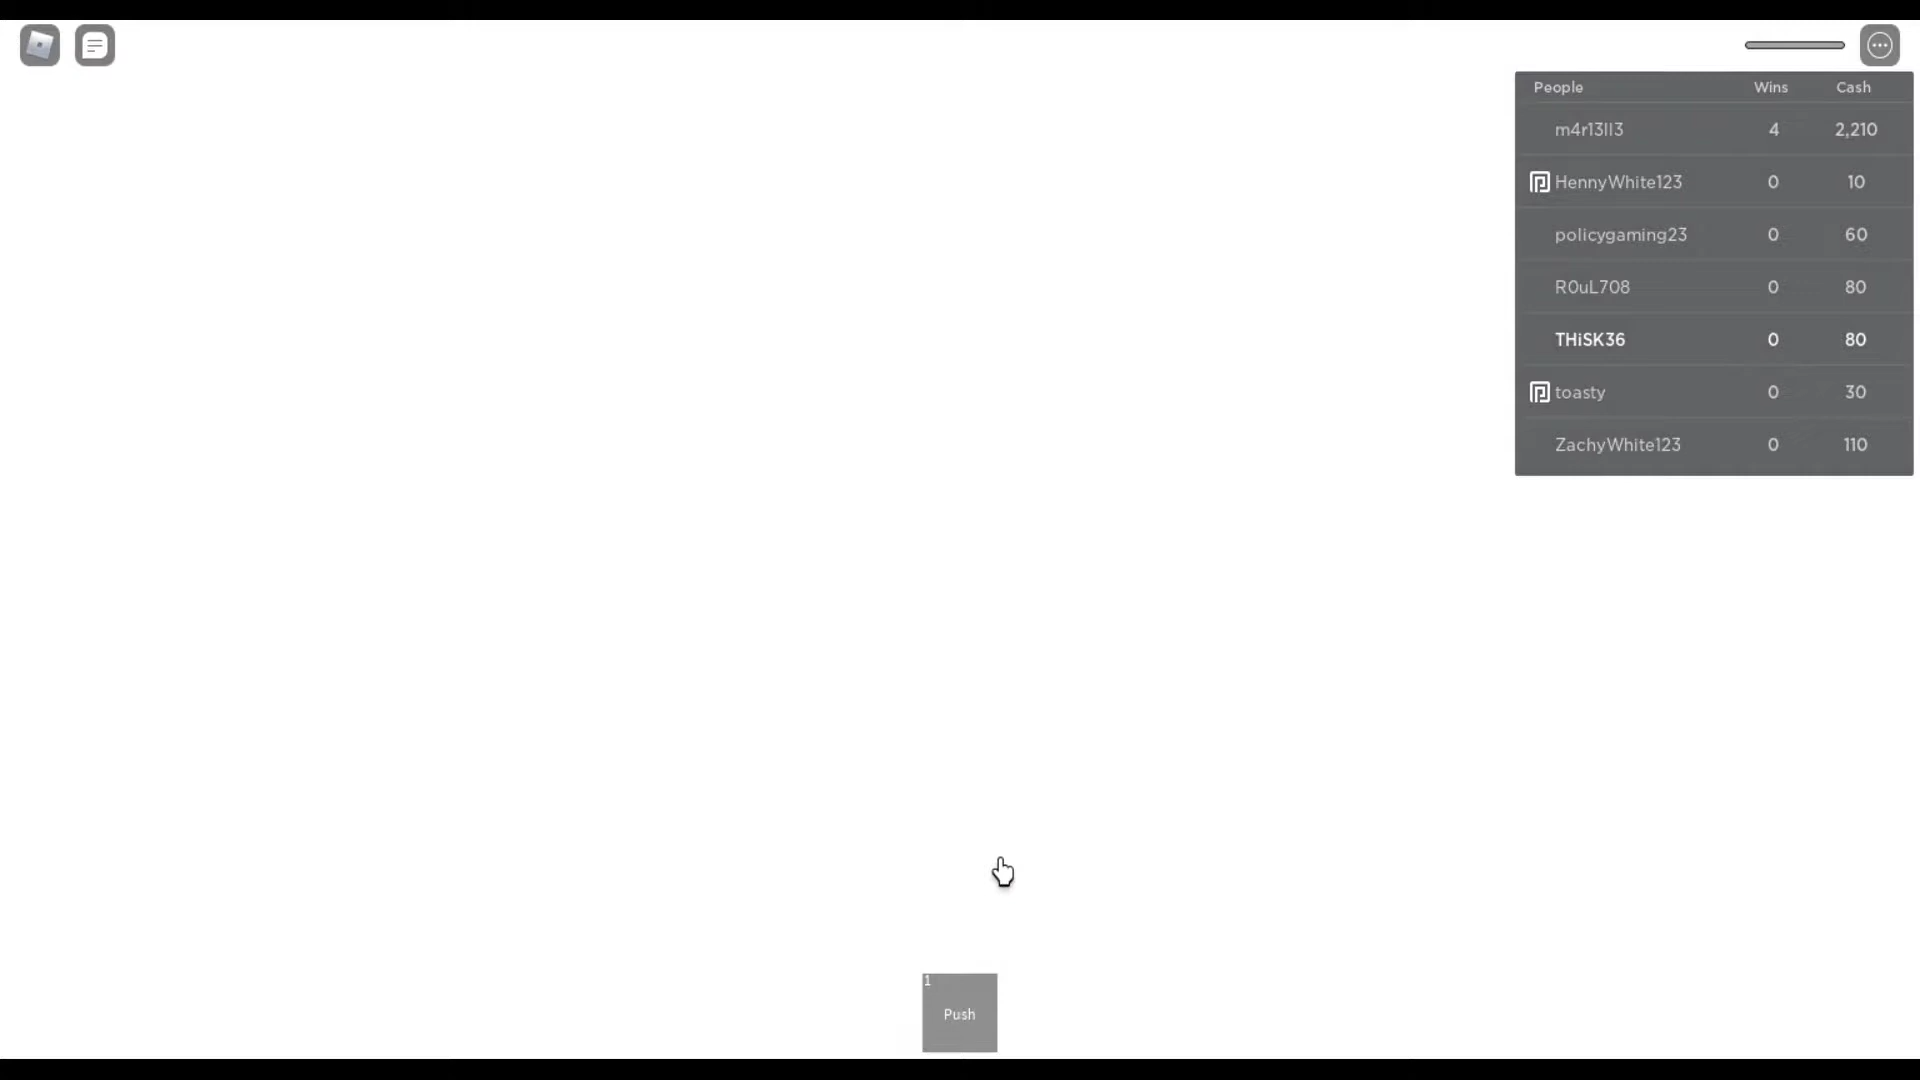 People Wins Cash
m4r13ll3 4 2,210
HennyWhite123 0 10
policygaming23 0 60
R0uL708 0 80
THiSK36 0 80
toasty 0 30
ZachyWhite123 0 110
1
Push